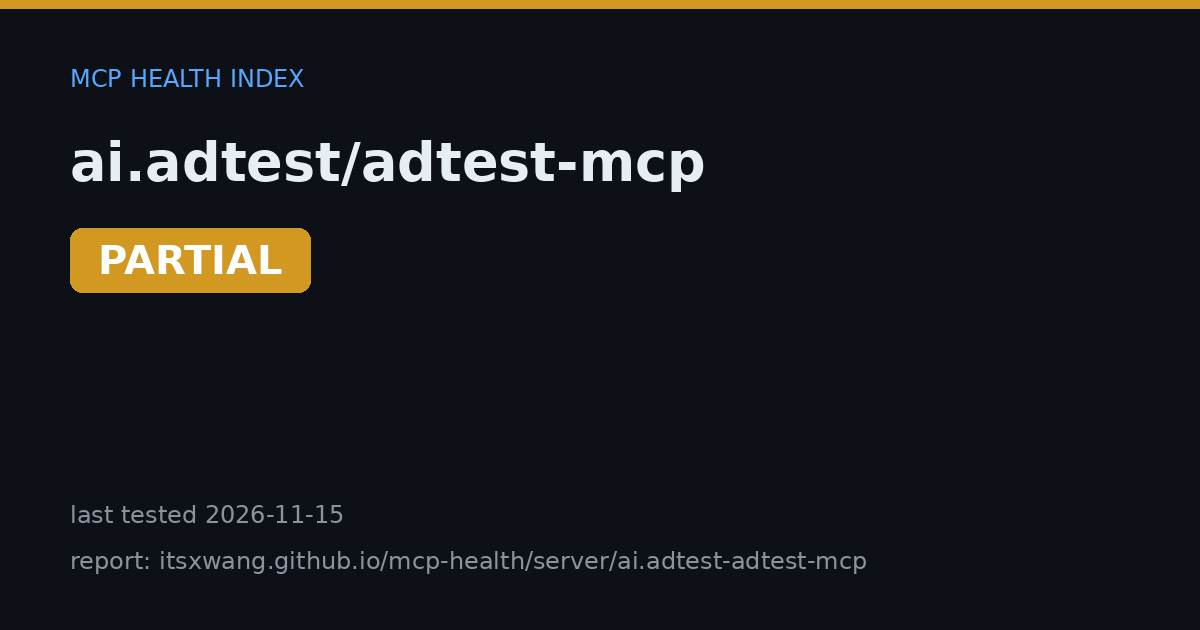 MCP HEALTH INDEX
ai.adtest/adtest-mcp
PARTIAL
last tested 2026-11-15
report: itsxwang.github.io/mcp-health/server/ai.adtest-adtest-mcp